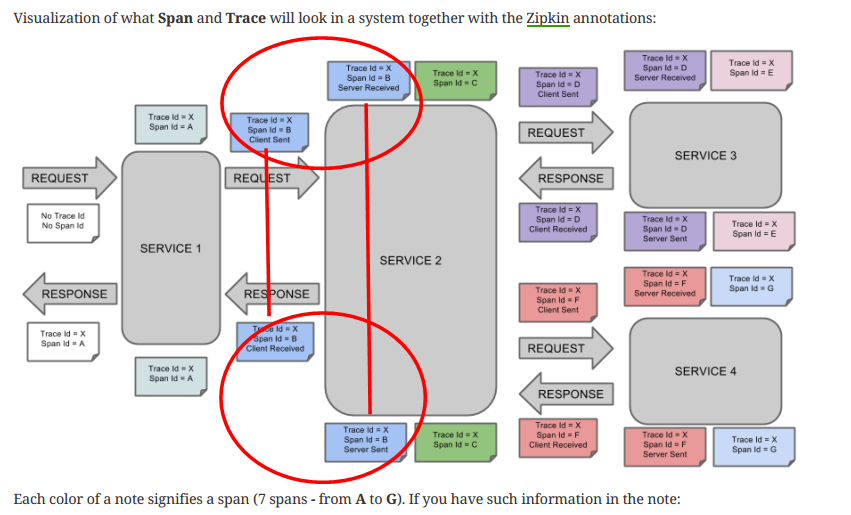 Visualization of what Span and Trace will look in a system together with the Zipkin annotations:
Trace Id = X
Span Id = B
Server Received
Trace Id = X
Span Id = C
Trace Id = X
Span Id = D
Client Sent
Trace Id = X
Span Id = D
Server Received
Trace Id = X
Span Id = E
Trace Id = X
Span Id = A
Trace Id = X
Span Id = B
Client Sent
REQUEST
SERVICE 3
REQUEST
REQUEST
RESPONSE
No Trace Id
No Span Id
Trace Id = X
Span Id = D
Client Received
Trace Id = X
Span Id = D
Server Sent
Trace Id = X
Span Id = E
SERVICE 1
SERVICE 2
RESPONSE
RESPONSE
Trace Id = X
Span Id = F
Client Sent
Trace Id = X
Span Id = F
Server Received
Trace Id = X
Span Id = G
Trace Id = X
Span Id = A
Trace Id = X
Span Id = B
Client Received
REQUEST
SERVICE 4
Trace Id = X
Span Id = A
RESPONSE
Trace Id = X
Span Id = B
Server Sent
Trace Id = X
Span Id = C
Trace Id = X
Span Id = F
Client Received
Trace Id = X
Span Id = F
Server Sent
Trace Id = X
Span Id = G
Each color of a note signifies a span (7 spans - from A to G). If you have such information in the note: